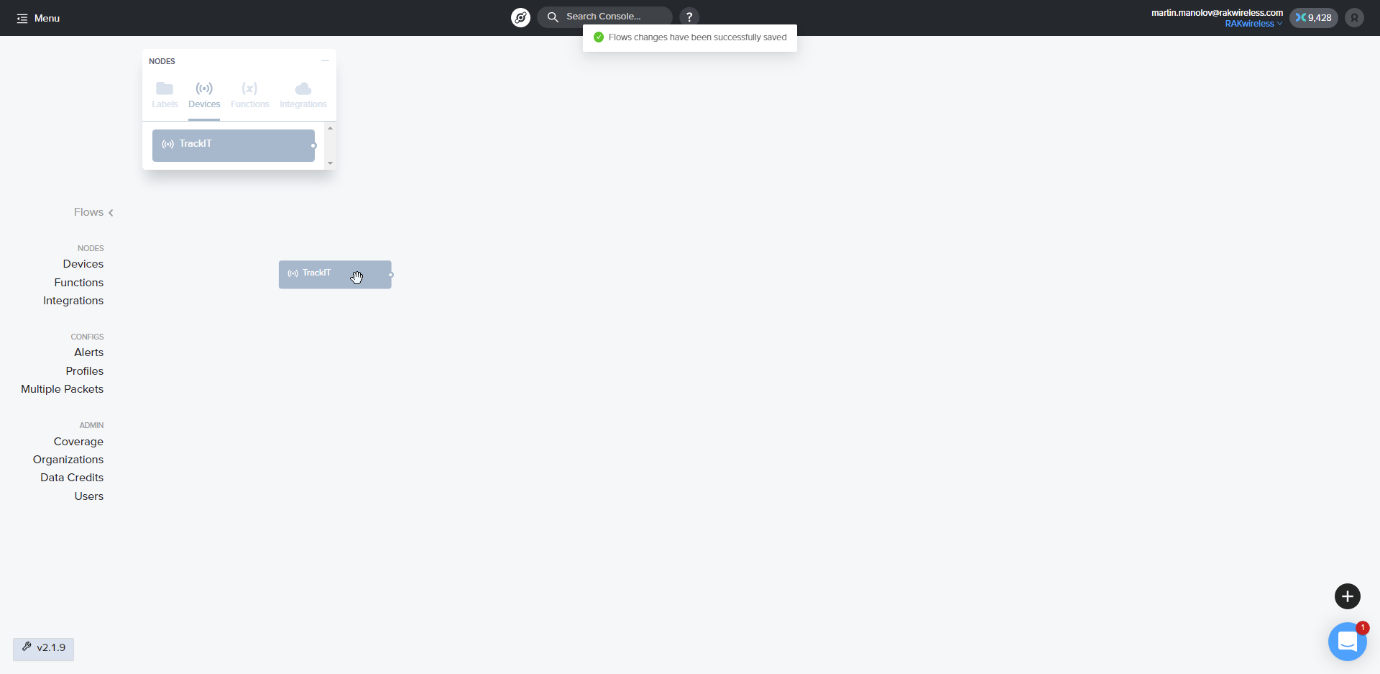 Menu
Search Console...
?
martin.manolov@rakwireless.com
RAKwireless
9,428
Flows changes have been successfully saved
NODES
Labels
Devices
Functions
Integrations
TrackIT
Flows
NODES
Devices
Functions
Integrations
TrackIT
CONFIGS
Alerts
Profiles
Multiple Packets
ADMIN
Coverage
Organizations
Data Credits
Users
1
v2.1.9